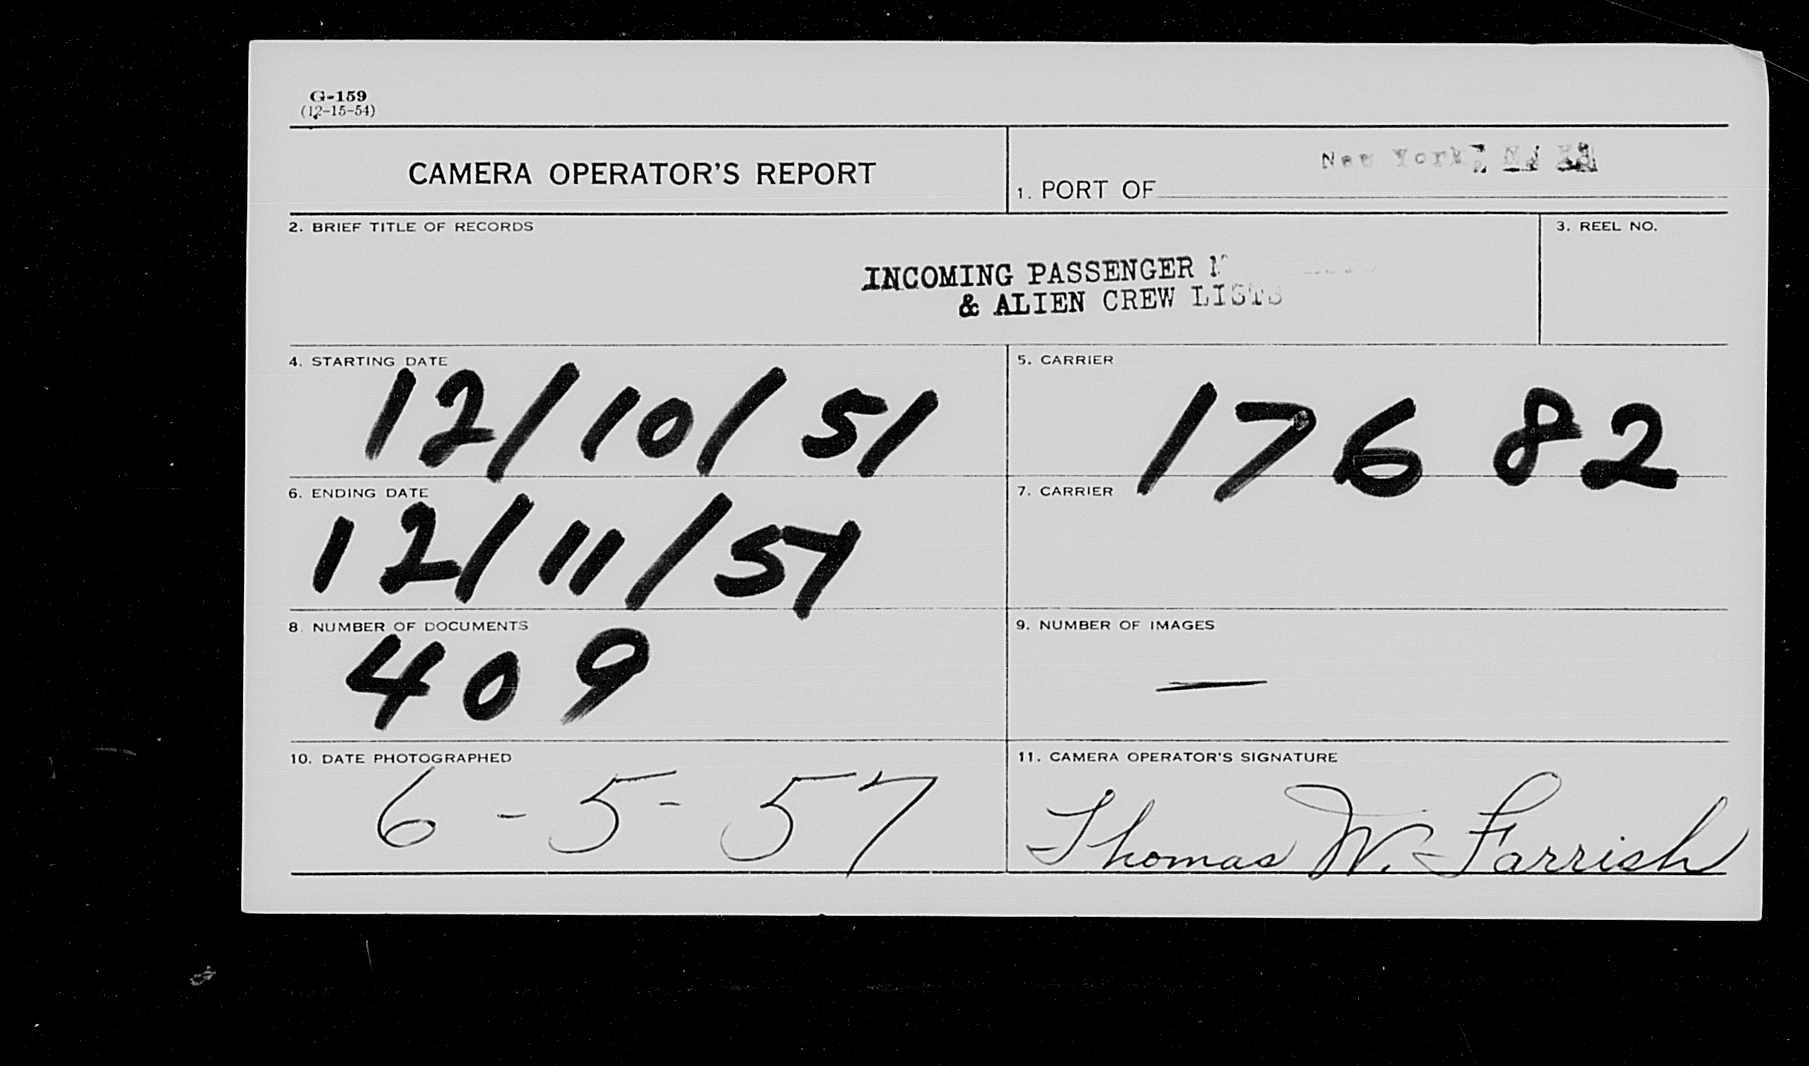 G-159
(12-15-54)
CAMERA OPERATOR'S REPORT
1. PORT OF New York
2. BRIEF TITLE OF RECORDS
3. REEL NO.
INCOMING PASSENGER
& ALIEN CREW LISTS
4. STARTING DATE
12/10/51
5. CARRIER
17682
6. ENDING DATE
12/11/51
7. CARRIER
8. NUMBER OF DOCUMENTS
409
9. NUMBER OF IMAGES
—
10. DATE PHOTOGRAPHED
6-5-57
11. CAMERA OPERATOR'S SIGNATURE
Thomas W. Farrish